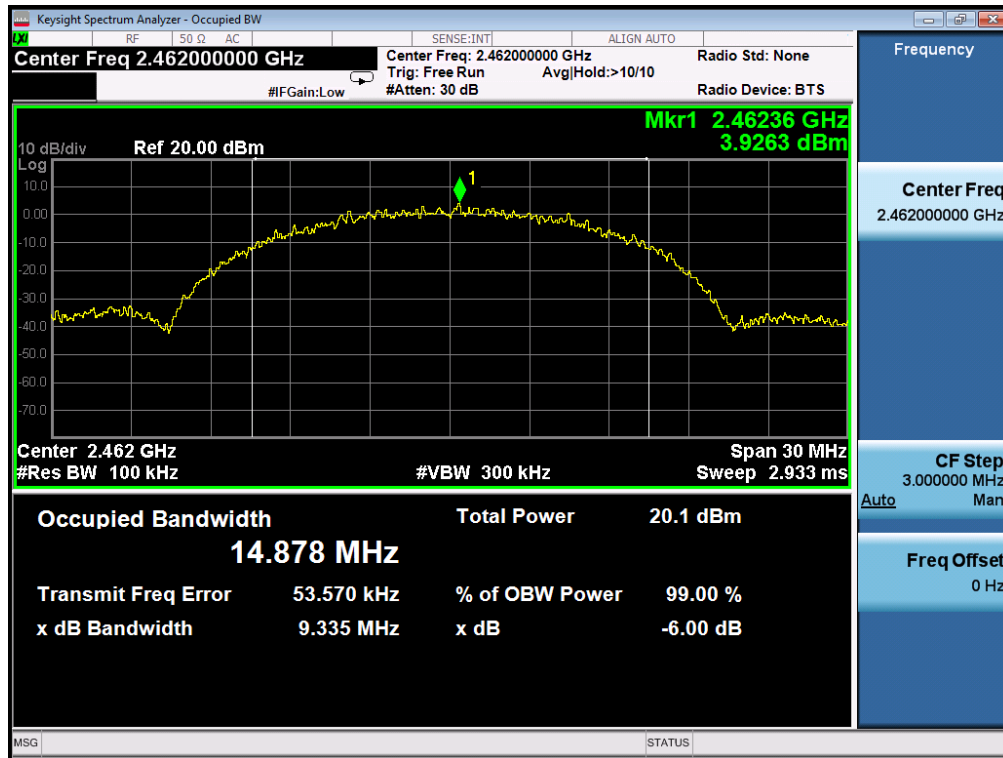 Keysight Spectrum Analyzer - Occupied BW
LXI RF 50 Ω AC SENSE:INT ALIGN AUTO
Center Freq 2.462000000 GHz
Center Freq: 2.462000000 GHz Radio Std: None
Trig: Free Run Avg|Hold:>10/10
#IFGain:Low #Atten: 30 dB Radio Device: BTS
Mkr1 2.46236 GHz
3.9263 dBm
10 dB/div Ref 20.00 dBm
Log
10.0
0.00
-10.0
-20.0
-30.0
-40.0
-50.0
-60.0
-70.0
1
Center 2.462 GHz Span 30 MHz
#Res BW 100 kHz #VBW 300 kHz Sweep 2.933 ms
Occupied Bandwidth Total Power 20.1 dBm
14.878 MHz
Transmit Freq Error 53.570 kHz % of OBW Power 99.00 %
x dB Bandwidth 9.335 MHz x dB -6.00 dB
Frequency
Center Freq
2.462000000 GHz
CF Step
3.000000 MHz
Auto Man
Freq Offset
0 Hz
MSG STATUS